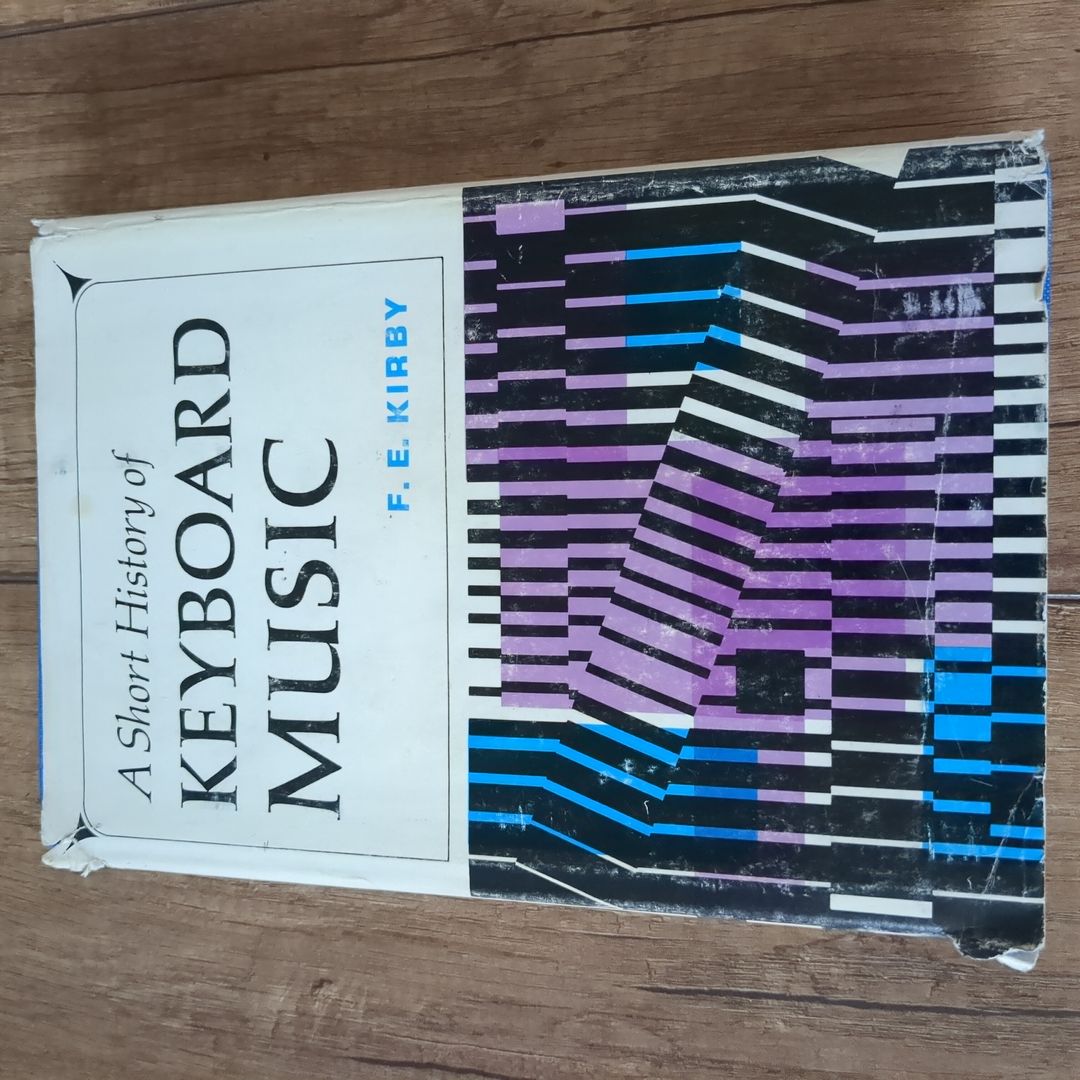 A Short History of
KEYBOARD
MUSIC
F. E. KIRBY